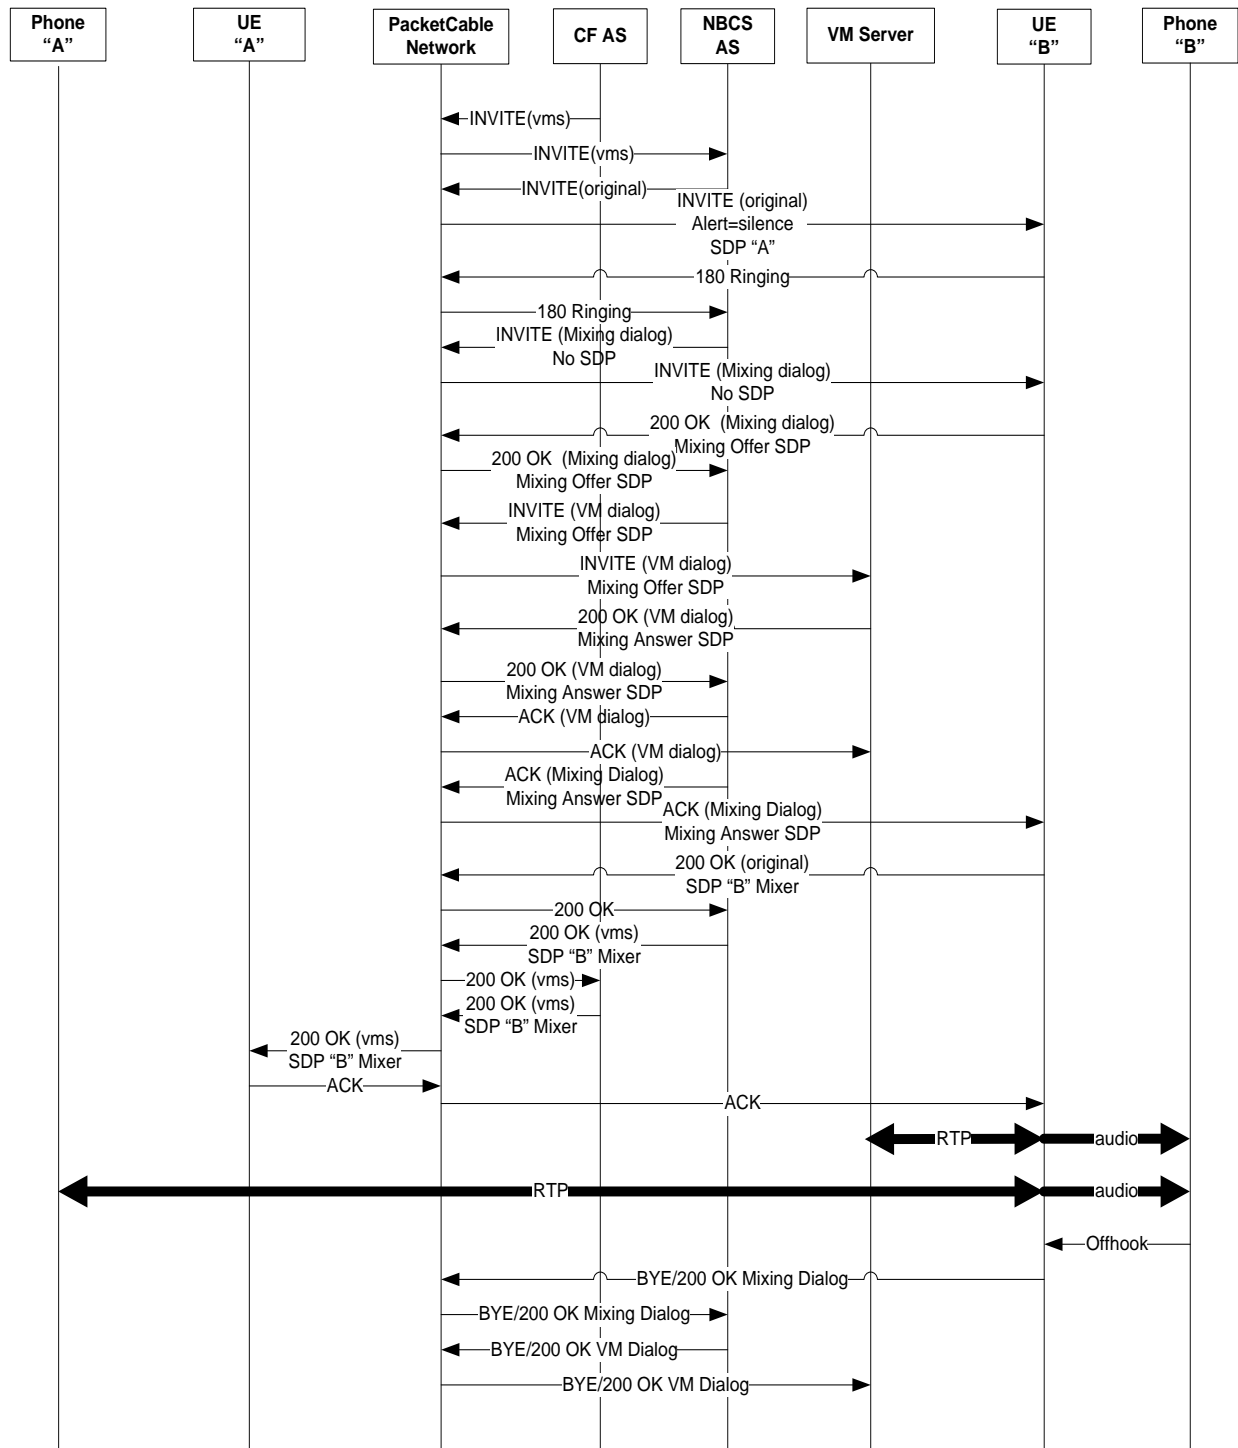 Phone
“A”
UE
“A”
PacketCable
Network
CF AS
NBCS
AS
VM Server
UE
“B”
Phone
“B”
INVITE(vms)
INVITE(vms)
INVITE(original)
INVITE (original)
Alert=silence
SDP “A”
180 Ringing
180 Ringing
INVITE (Mixing dialog)
No SDP
INVITE (Mixing dialog)
No SDP
200 OK (Mixing dialog)
Mixing Offer SDP
200 OK (Mixing dialog)
Mixing Offer SDP
INVITE (VM dialog)
Mixing Offer SDP
INVITE (VM dialog)
Mixing Offer SDP
200 OK (VM dialog)
Mixing Answer SDP
200 OK (VM dialog)
Mixing Answer SDP
ACK (VM dialog)
ACK (VM dialog)
ACK (Mixing Dialog)
Mixing Answer SDP
ACK (Mixing Dialog)
Mixing Answer SDP
200 OK (original)
SDP “B” Mixer
200 OK
200 OK (vms)
SDP “B” Mixer
200 OK (vms)
200 OK (vms)
SDP “B” Mixer
200 OK (vms)
SDP “B” Mixer
ACK
ACK
RTP
audio
RTP
audio
Offhook
BYE/200 OK Mixing Dialog
BYE/200 OK Mixing Dialog
BYE/200 OK VM Dialog
BYE/200 OK VM Dialog